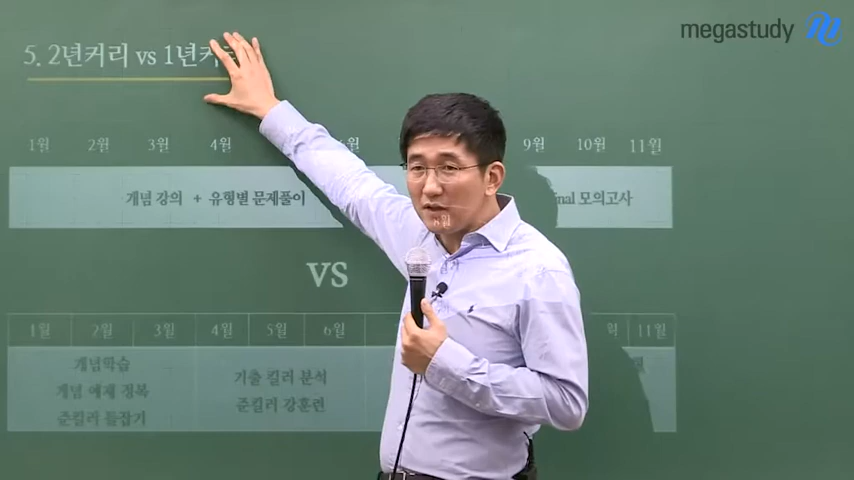 megastudy
5. 2년커리 vs 1년커
1월 2월 3월 4월 9월 10월 11월
개념 강의 + 유형별 문제풀이 nal 모의고사
VS
1월 2월 3월 4월 5월 6월 11월
개념학습
개념 예제 정복
준킬러 틀잡기
기출 킬러 분석
준킬러 강훈련